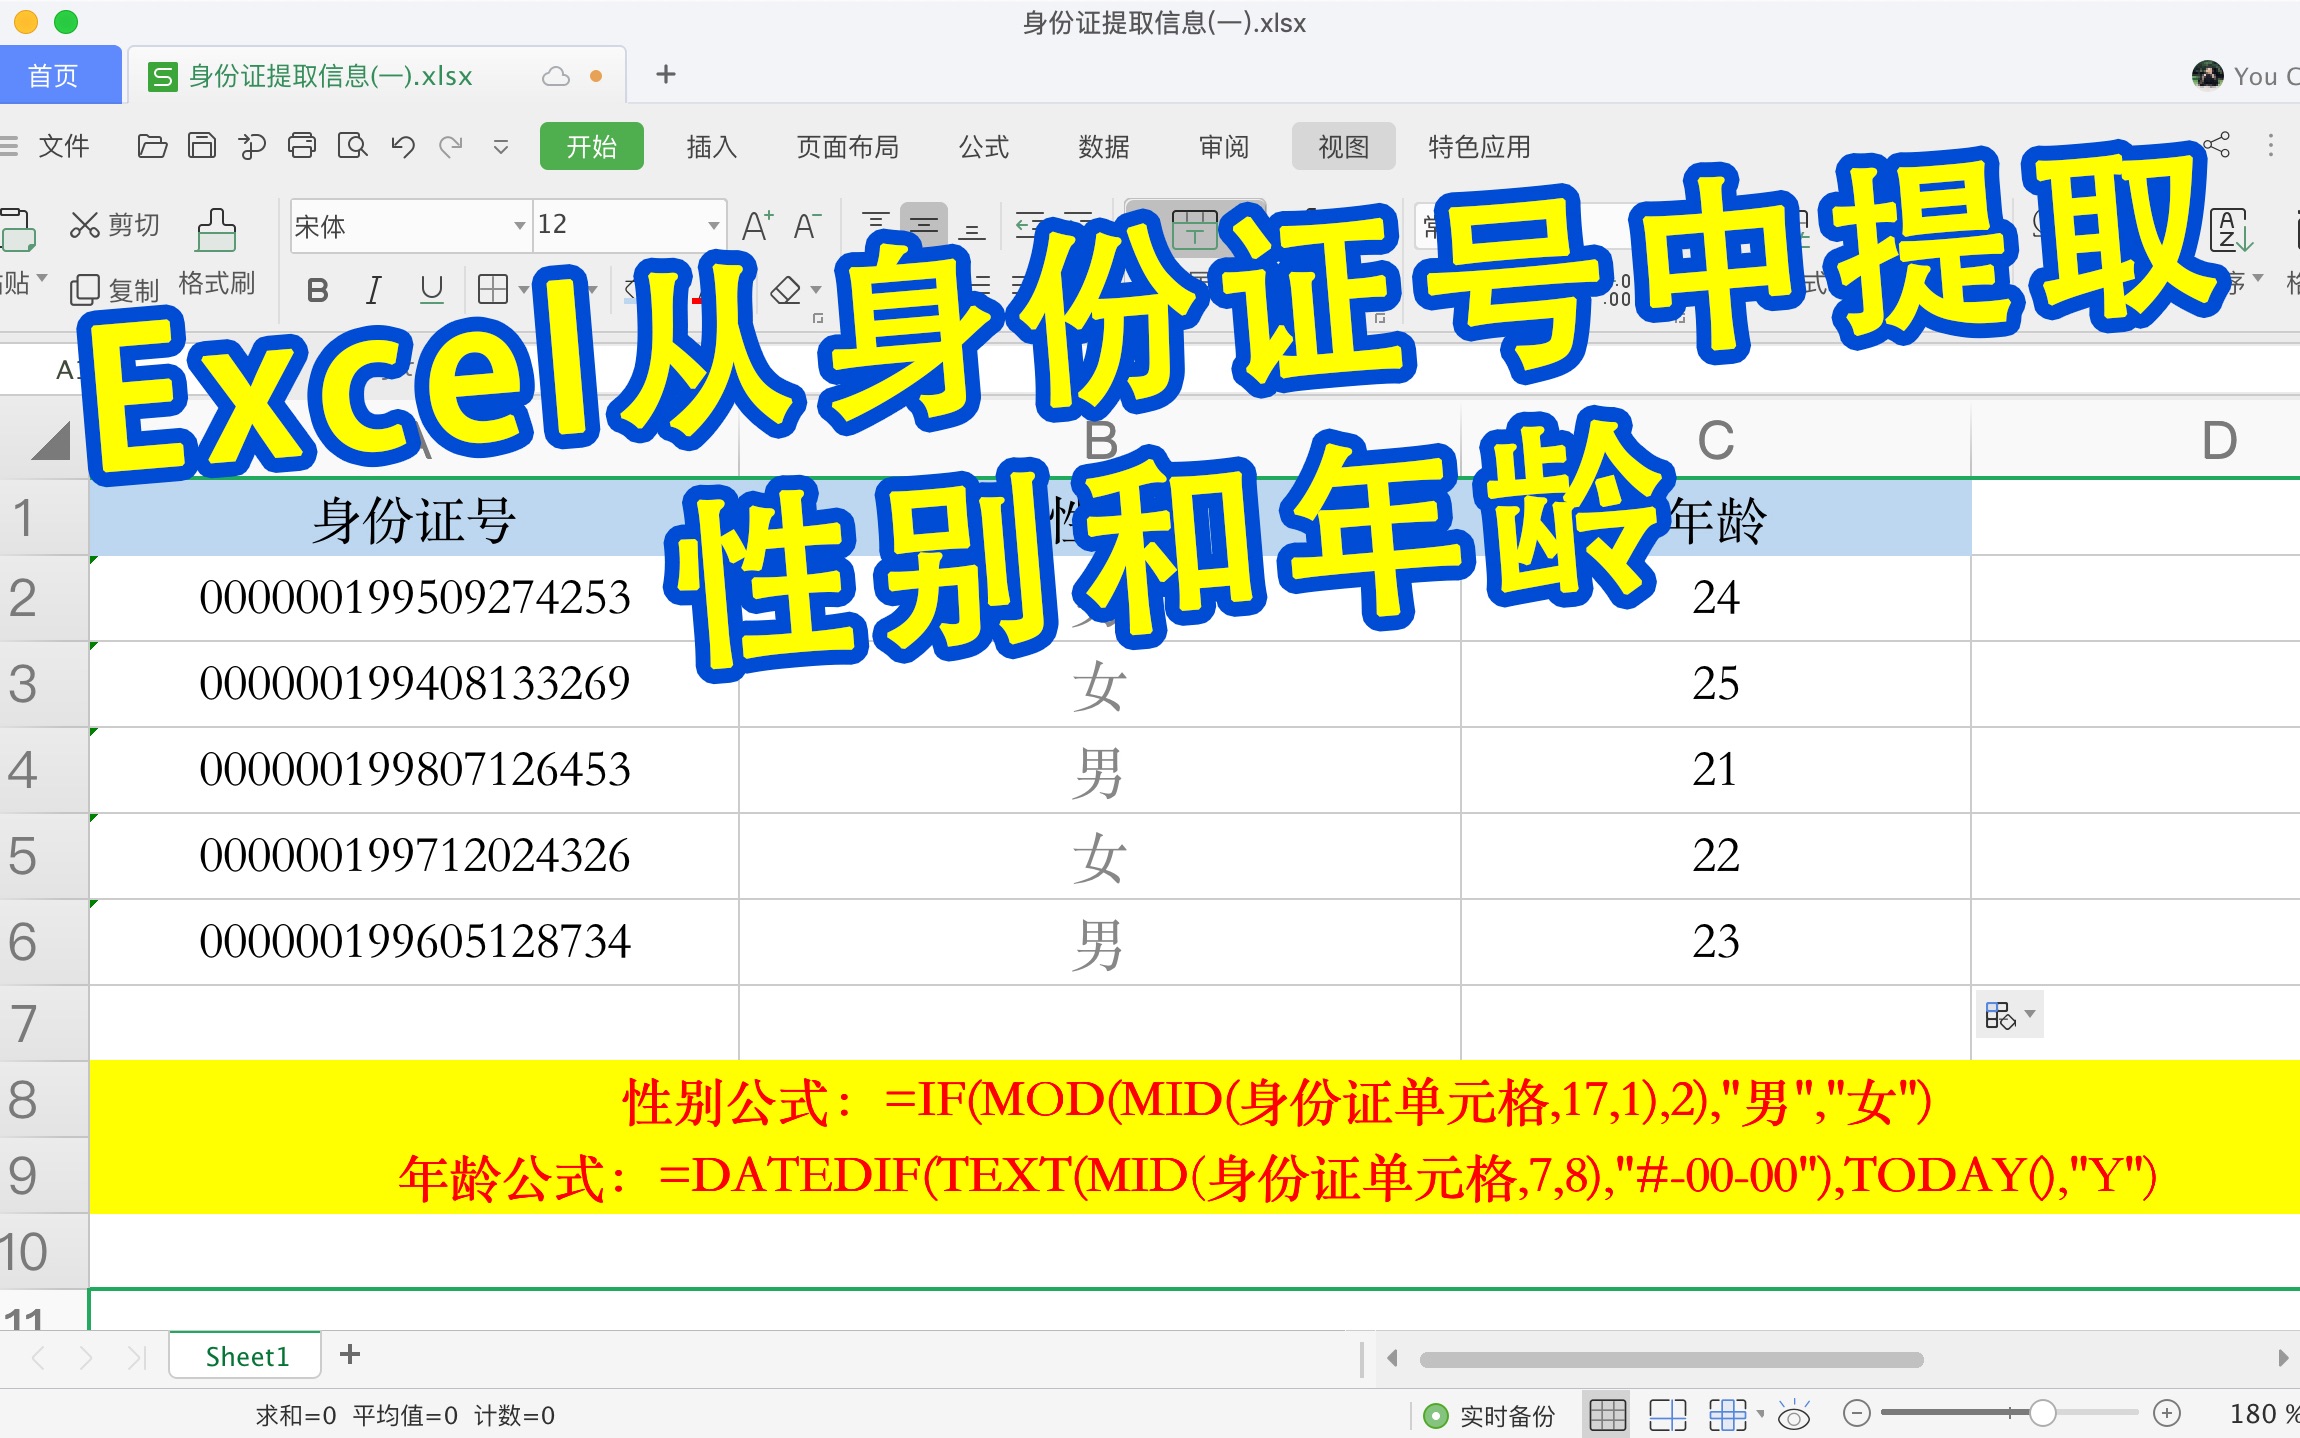 身份证提取信息(一).xlsx
首页
身份证提取信息(一).xlsx
You
文件
开始
插入
页面布局
公式
数据
审阅
视图
特色应用
剪切
宋体
12
贴
复制
格式刷
Excel从身份证号中提取
性别和年龄
A
B
C
D
1
身份证号
年龄
2
000000199509274253
24
3
000000199408133269
女
25
4
000000199807126453
男
21
5
000000199712024326
女
22
6
000000199605128734
男
23
7
8
性别公式：=IF(MOD(MID(身份证单元格,17,1),2),"男","女")
9
年龄公式：=DATEDIF(TEXT(MID(身份证单元格,7,8),"#-00-00"),TODAY(),"Y")
10
11
Sheet1
求和=0 平均值=0 计数=0
实时备份
180 %